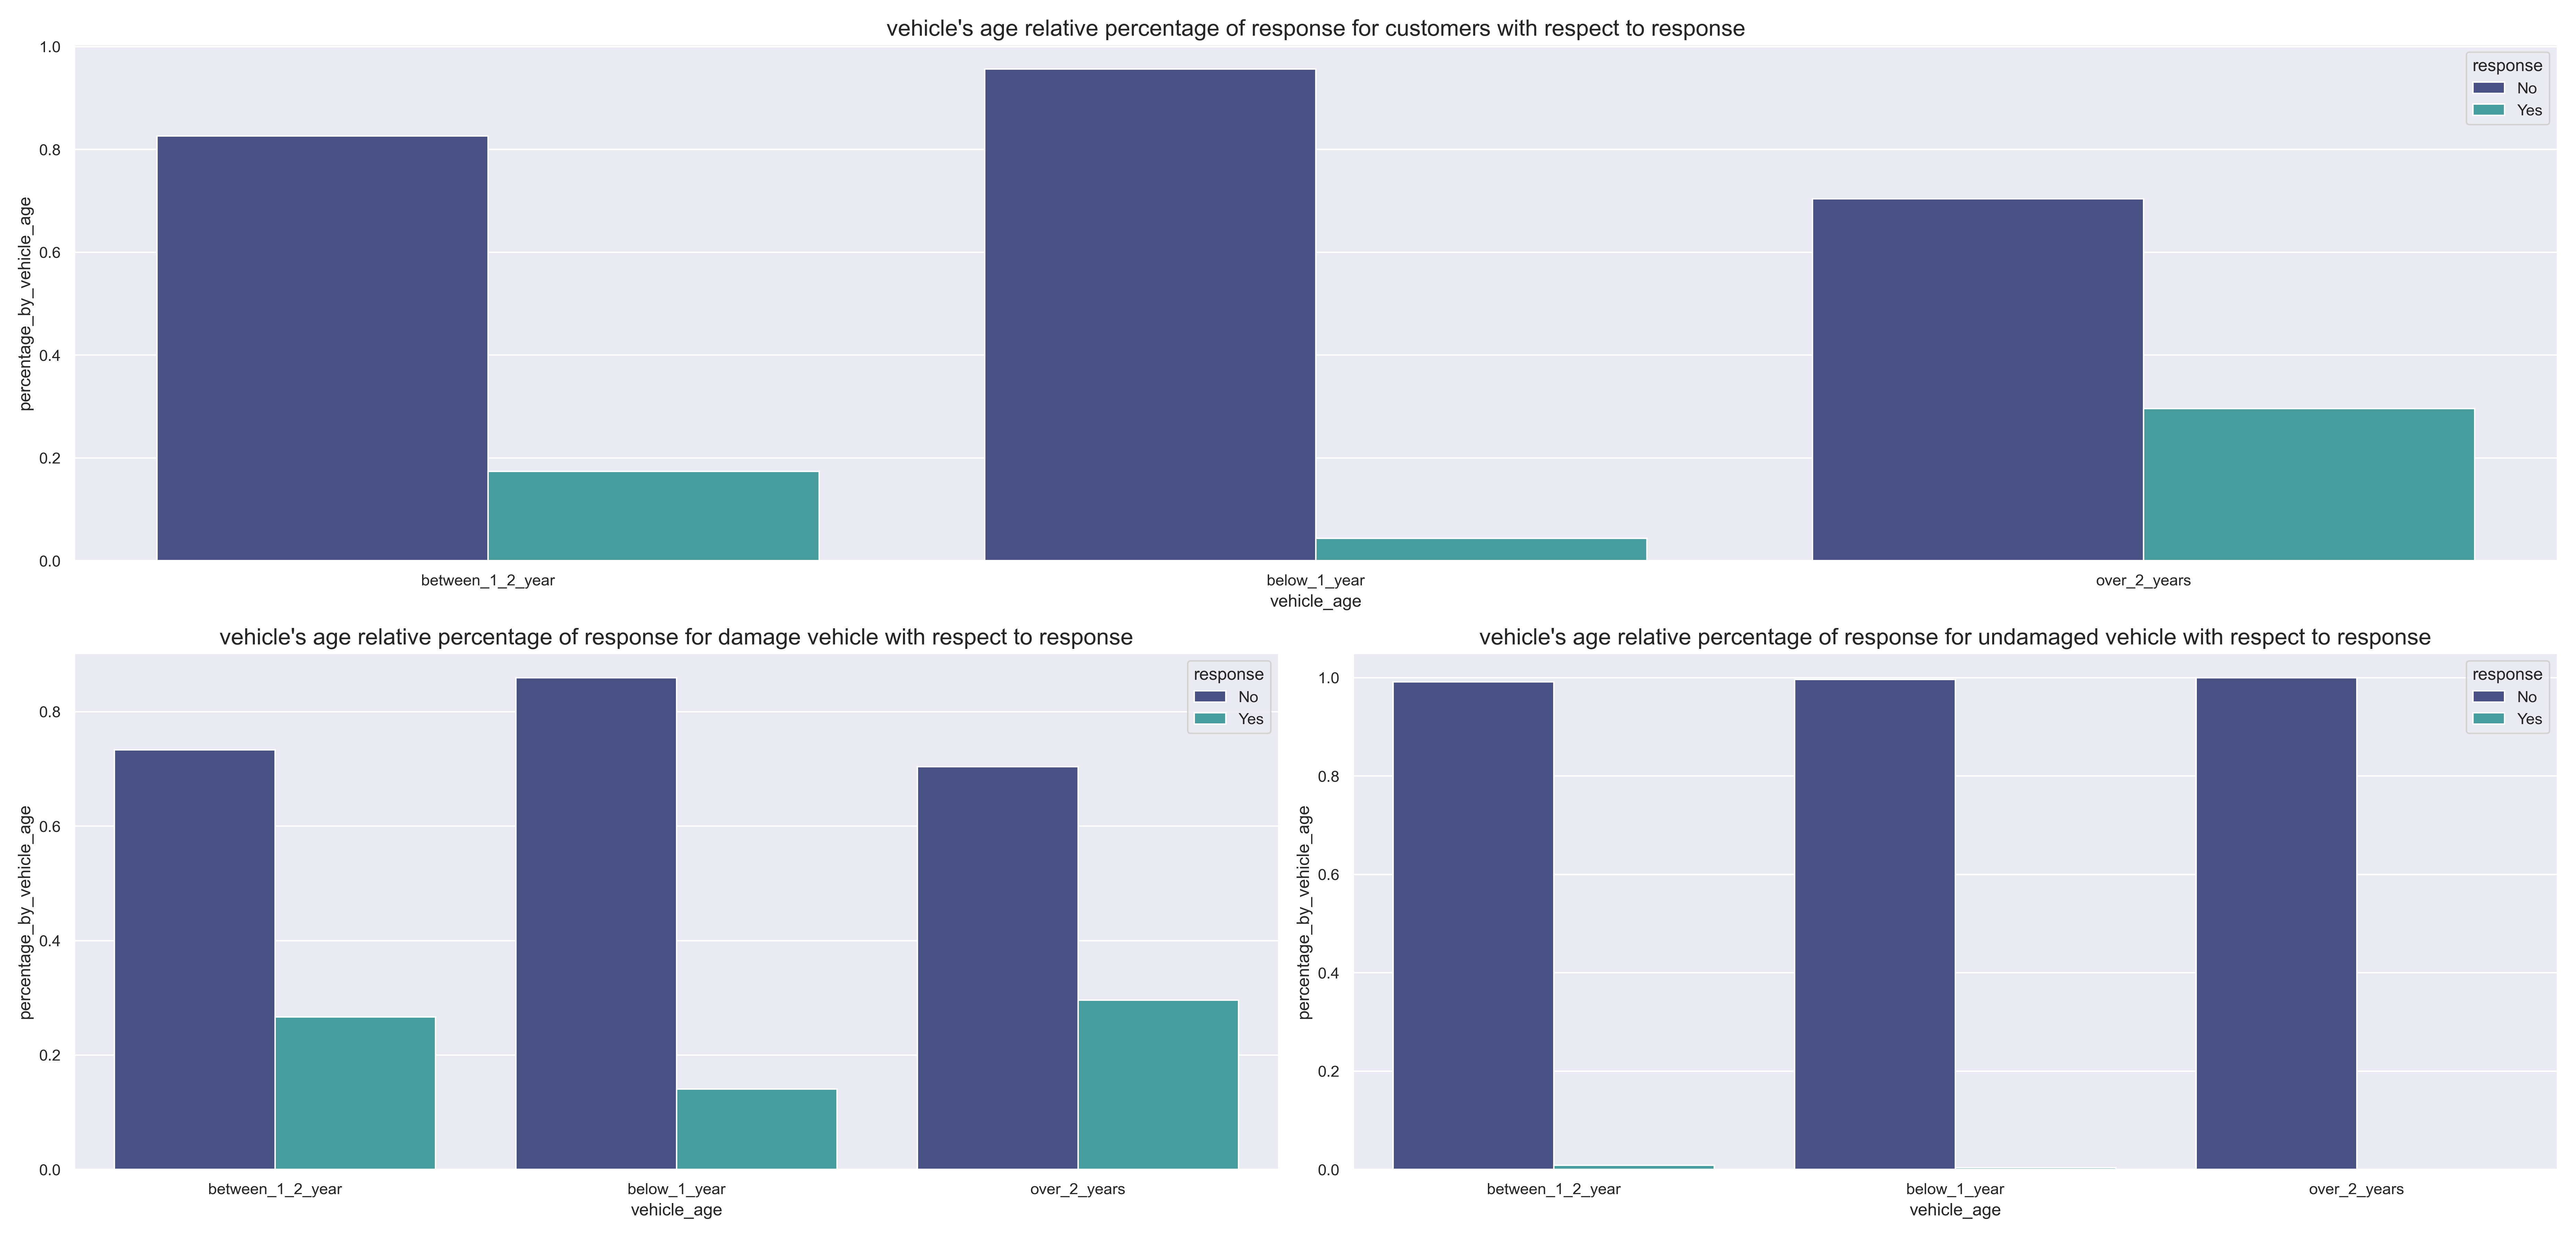 vehicle's age relative percentage of response for customers with respect to response
1.0
0.8
0.6
0.4
0.2
0.0
percentage_by_vehicle_age
response
No
Yes
between_1_2_year
below_1_year
over_2_years
vehicle_age
vehicle's age relative percentage of response for damage vehicle with respect to response
0.8
0.6
0.4
0.2
0.0
percentage_by_vehicle_age
response
No
Yes
between_1_2_year
below_1_year
over_2_years
vehicle_age
vehicle's age relative percentage of response for undamaged vehicle with respect to response
1.0
0.8
0.6
0.4
0.2
0.0
percentage_by_vehicle_age
response
No
Yes
between_1_2_year
below_1_year
over_2_years
vehicle_age